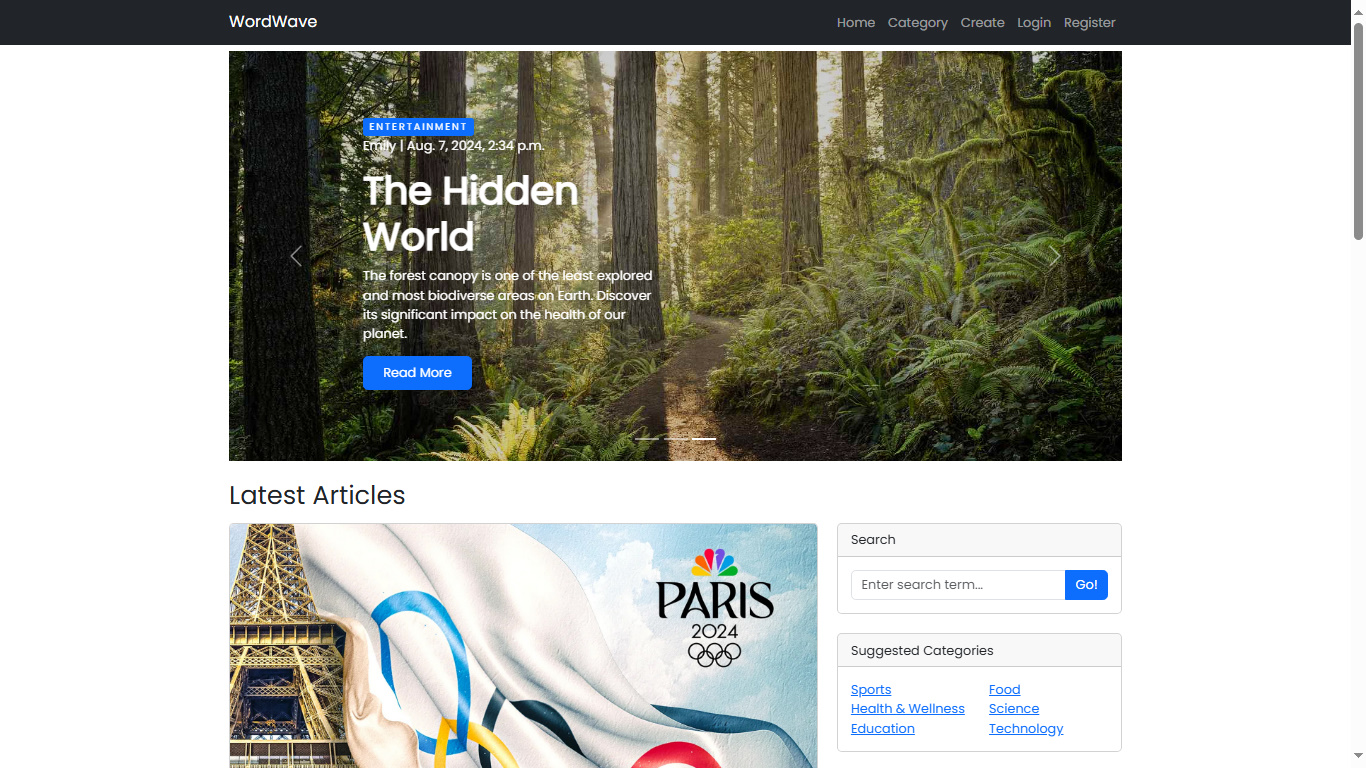 WordWave
Home Category Create Login Register
ENTERTAINMENT
Emily | Aug. 7, 2024, 2:34 p.m.
The Hidden
World
The forest canopy is one of the least explored
and most biodiverse areas on Earth. Discover
its significant impact on the health of our
planet.
Read More
Latest Articles
PARIS
2024
Search
Enter search term...
Go!
Suggested Categories
Sports
Food
Health & Wellness
Science
Education
Technology